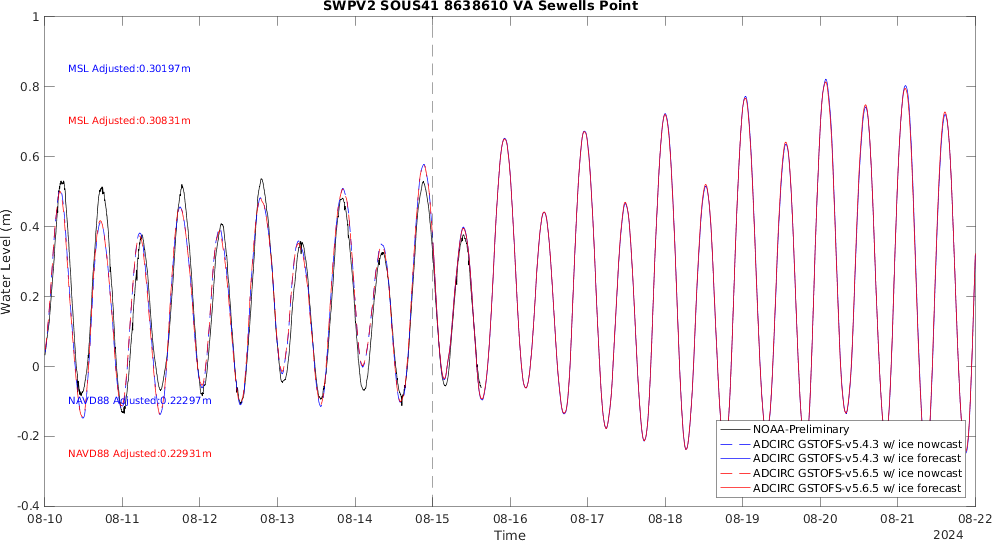 SWPV2 SOUS41 8638610 VA Sewells Point
1
0.8
0.6
0.4
0.2
0
-0.2
-0.4
Water Level (m)
MSL Adjusted:0.30197m
MSL Adjusted:0.30831m
NAVD88 Adjusted:0.22297m
NAVD88 Adjusted:0.22931m
NOAA-Preliminary
ADCIRC GSTOFS-v5.4.3 w/ ice nowcast
ADCIRC GSTOFS-v5.4.3 w/ ice forecast
ADCIRC GSTOFS-v5.6.5 w/ ice nowcast
ADCIRC GSTOFS-v5.6.5 w/ ice forecast
08-10 08-11 08-12 08-13 08-14 08-15 08-16 08-17 08-18 08-19 08-20 08-21 08-22
Time
2024